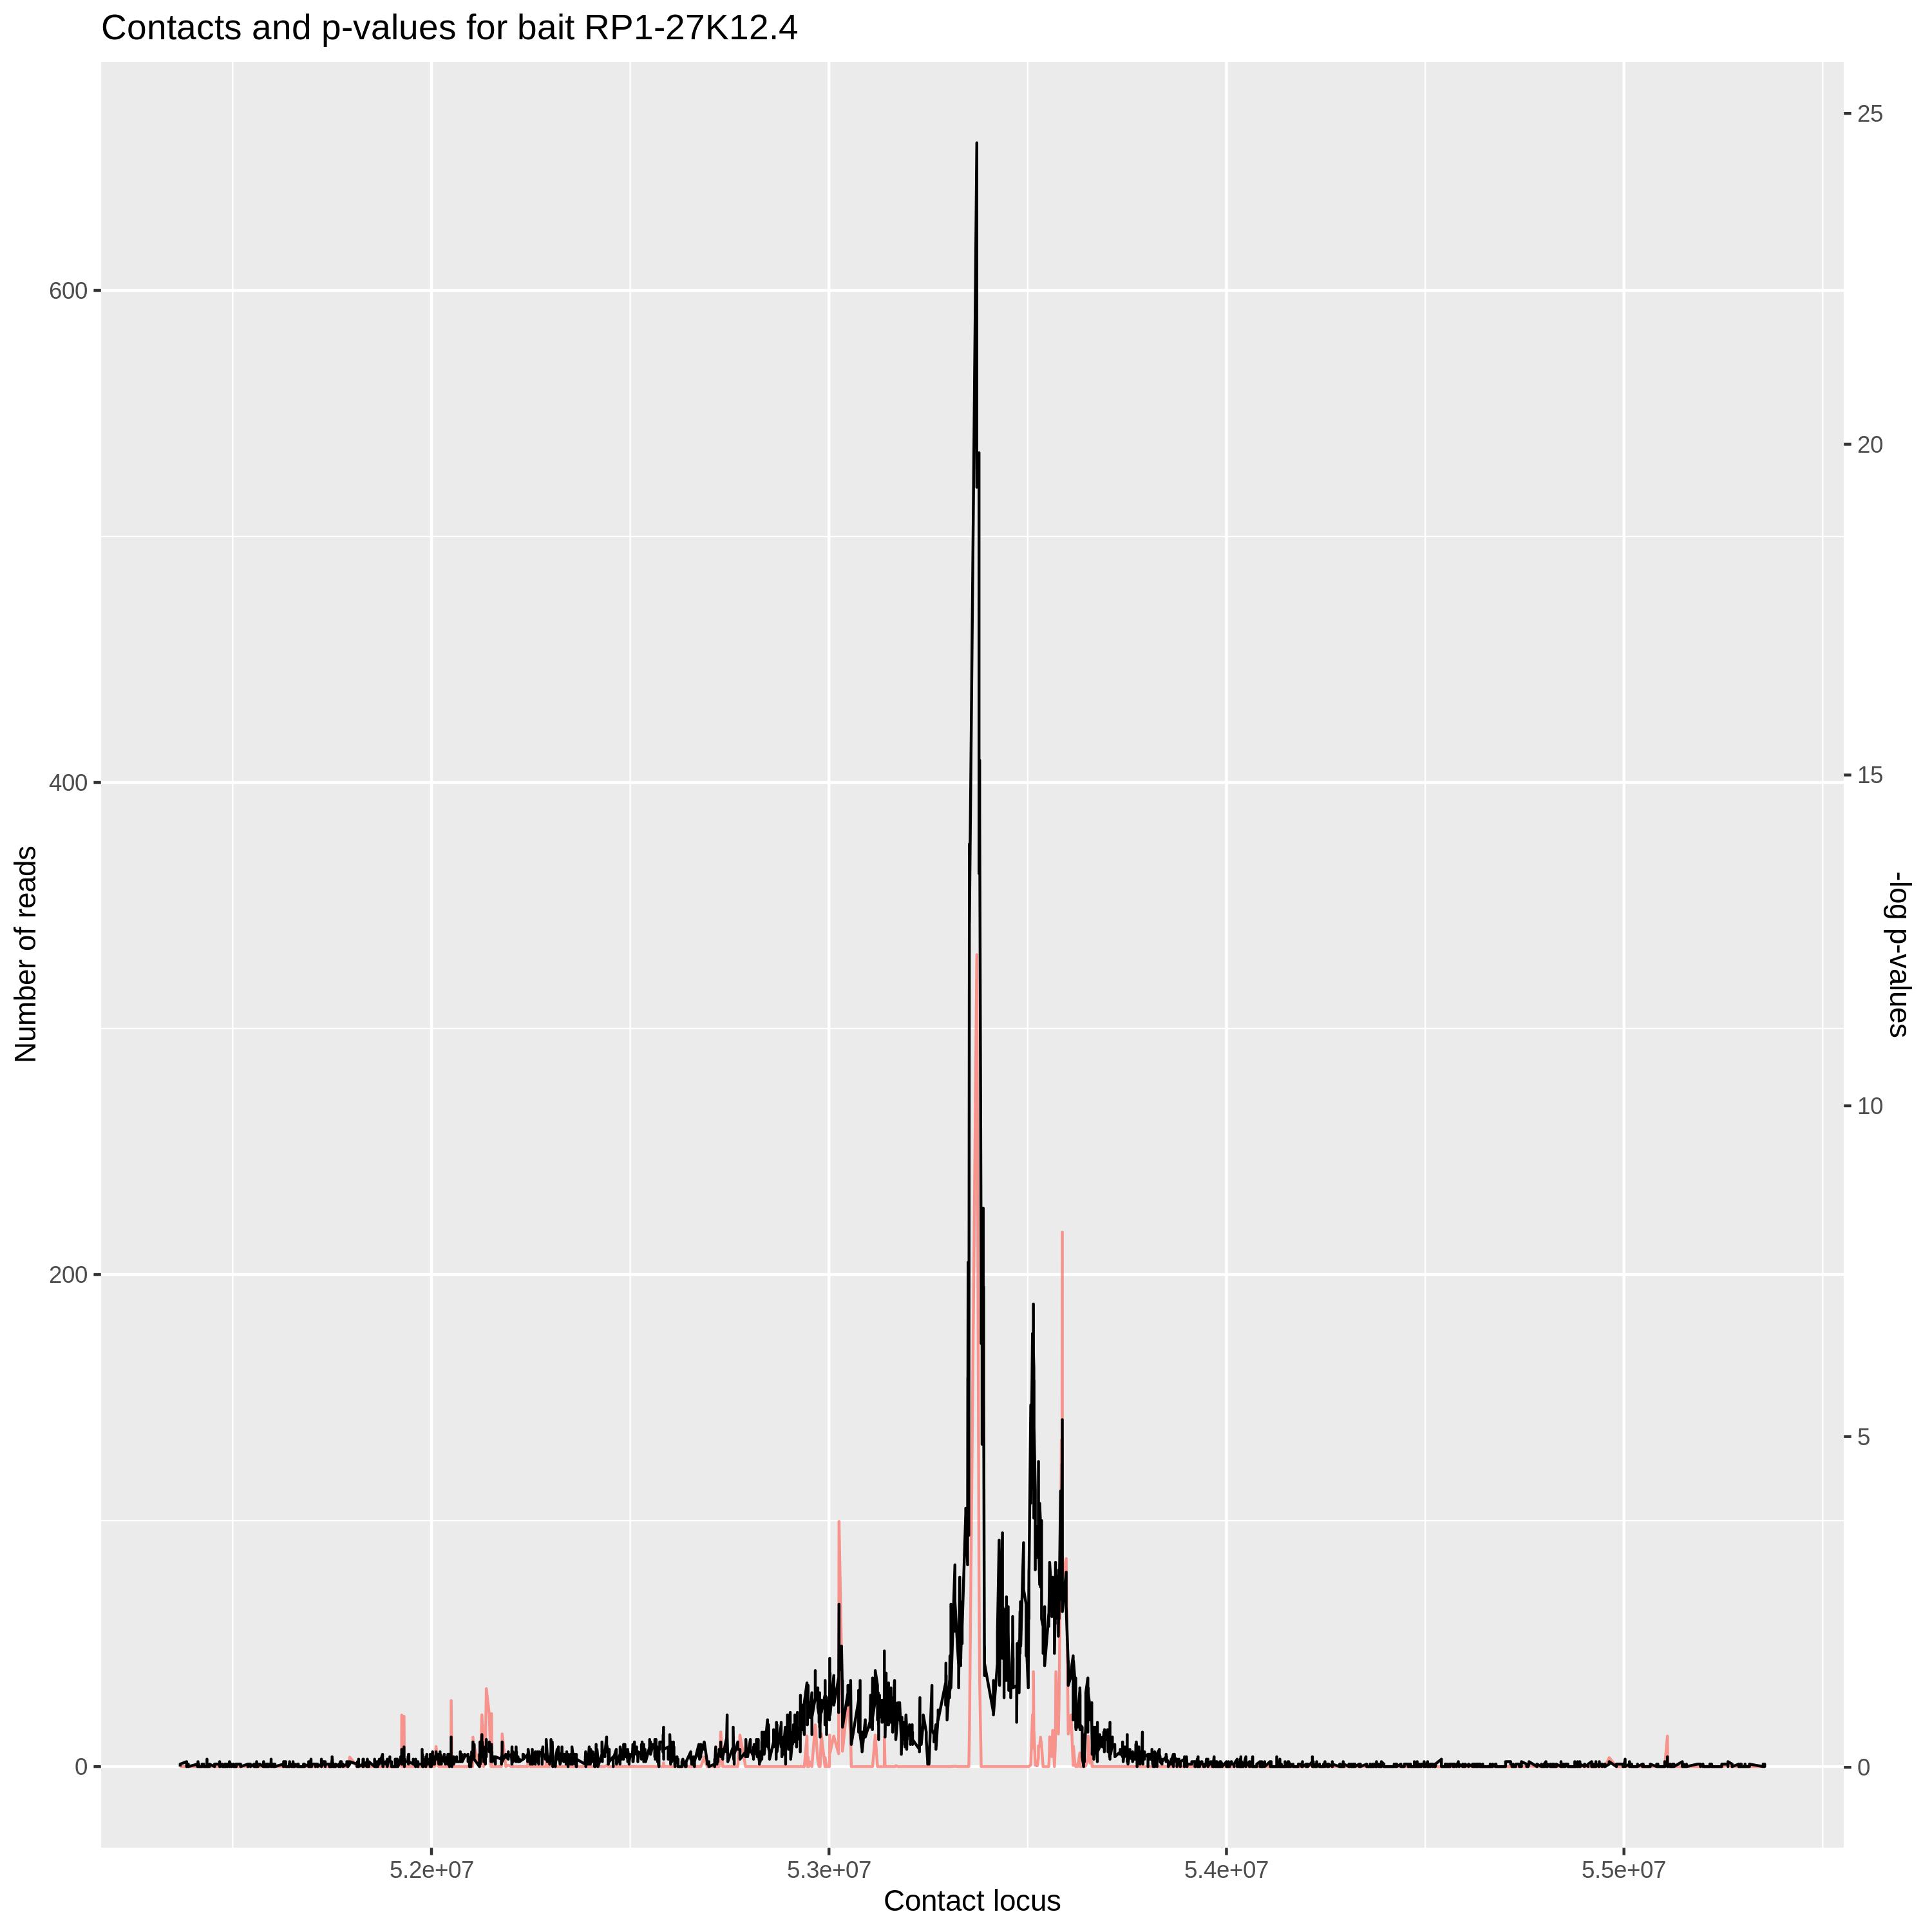 Contacts and p-values for bait RP1-27K12.4
25
600
20
400
15
Number of reads
-log p-values
10
200
5
0
0
5.2e+07
5.3e+07
5.4e+07
5.5e+07
Contact locus